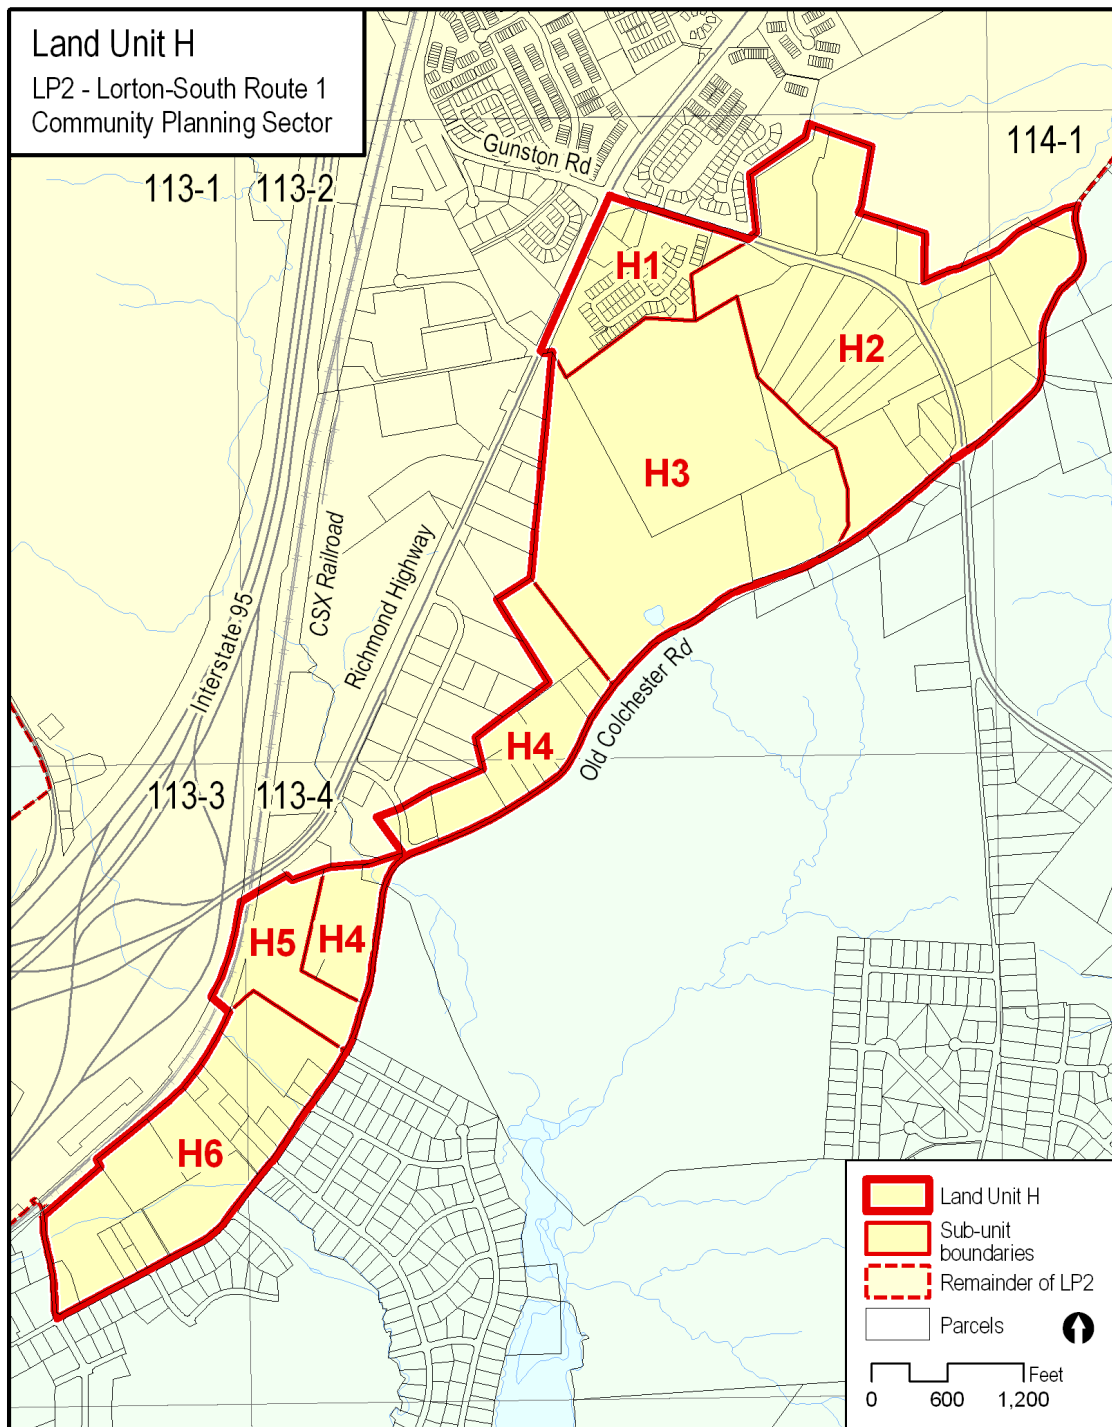 Land Unit H
LP2 - Lorton-South Route 1
Community Planning Sector
Gunston Rd
114-1
113-1
113-2
H1
H2
H3
CSX Railroad
Richmond Highway
Interstate 95
Old Colchester Rd
H4
113-3
113-4
H5
H4
H6
Land Unit H
Sub-unit
boundaries
Remainder of LP2
Parcels
Feet
0 600 1,200